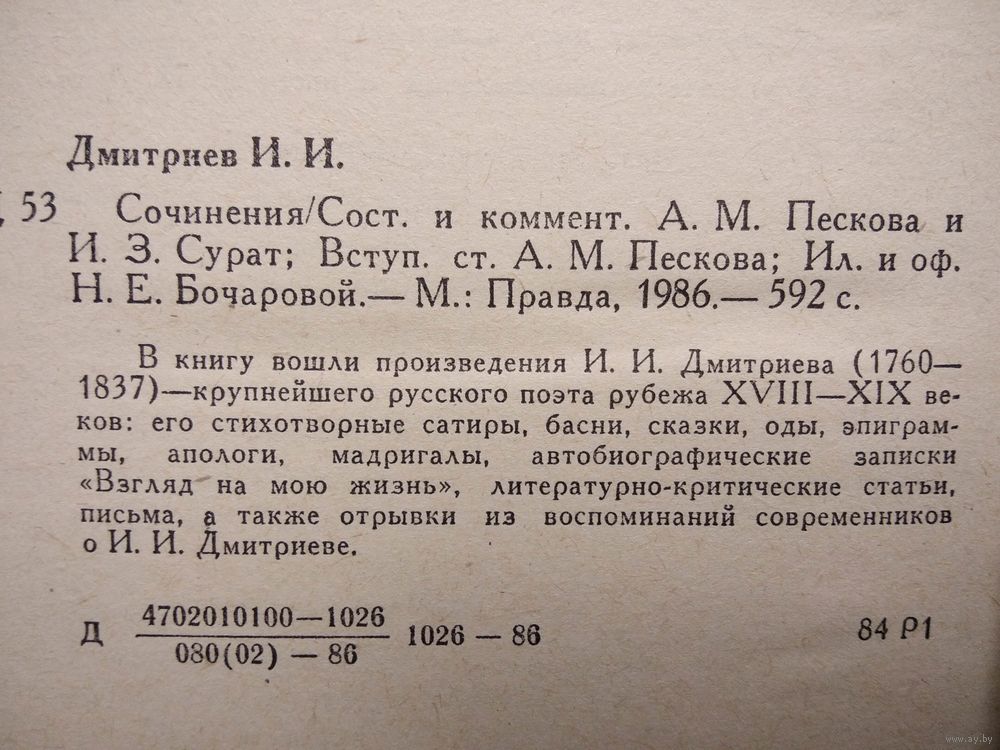 Дмитриев И. И.
53 Сочинения/Сост. и коммент. А. М. Пескова и
И. З. Сурат; Вступ. ст. А. М. Пескова; Ил. и оф.
Н. Е. Бочаровой.— М.: Правда, 1986.— 592 с.
В книгу вошли произведения И. И. Дмитриева (1760—
1837)—крупнейшего русского поэта рубежа XVIII—XIX ве-
ков: его стихотворные сатиры, басни, сказки, оды, эпиграм-
мы, апологи, мадригалы, автобиографические записки
«Взгляд на мою жизнь», литературно-критические статьи,
письма, а также отрывки из воспоминаний современников
о И. И. Дмитриеве.
Д 4702010100—1026 1026 — 86 84 Р1
080(02) — 86
www.ay.by